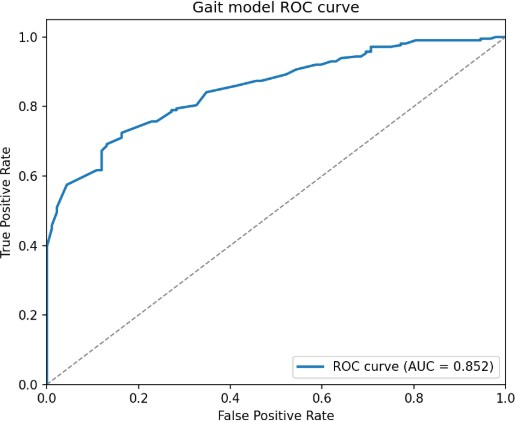 Gait model ROC curve
True Positive Rate
1.0
0.8
0.6
0.4
0.2
0.0
ROC curve (AUC = 0.852)
0.0 0.2 0.4 0.6 0.8 1.0
False Positive Rate